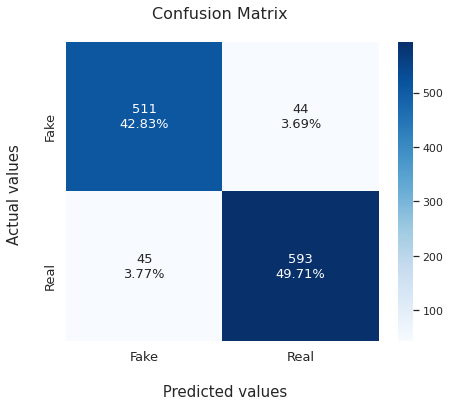 Confusion Matrix
Actual values
Fake
511
42.83%
44
3.69%
Real
45
3.77%
593
49.71%
Fake
Real
Predicted values
500
400
300
200
100